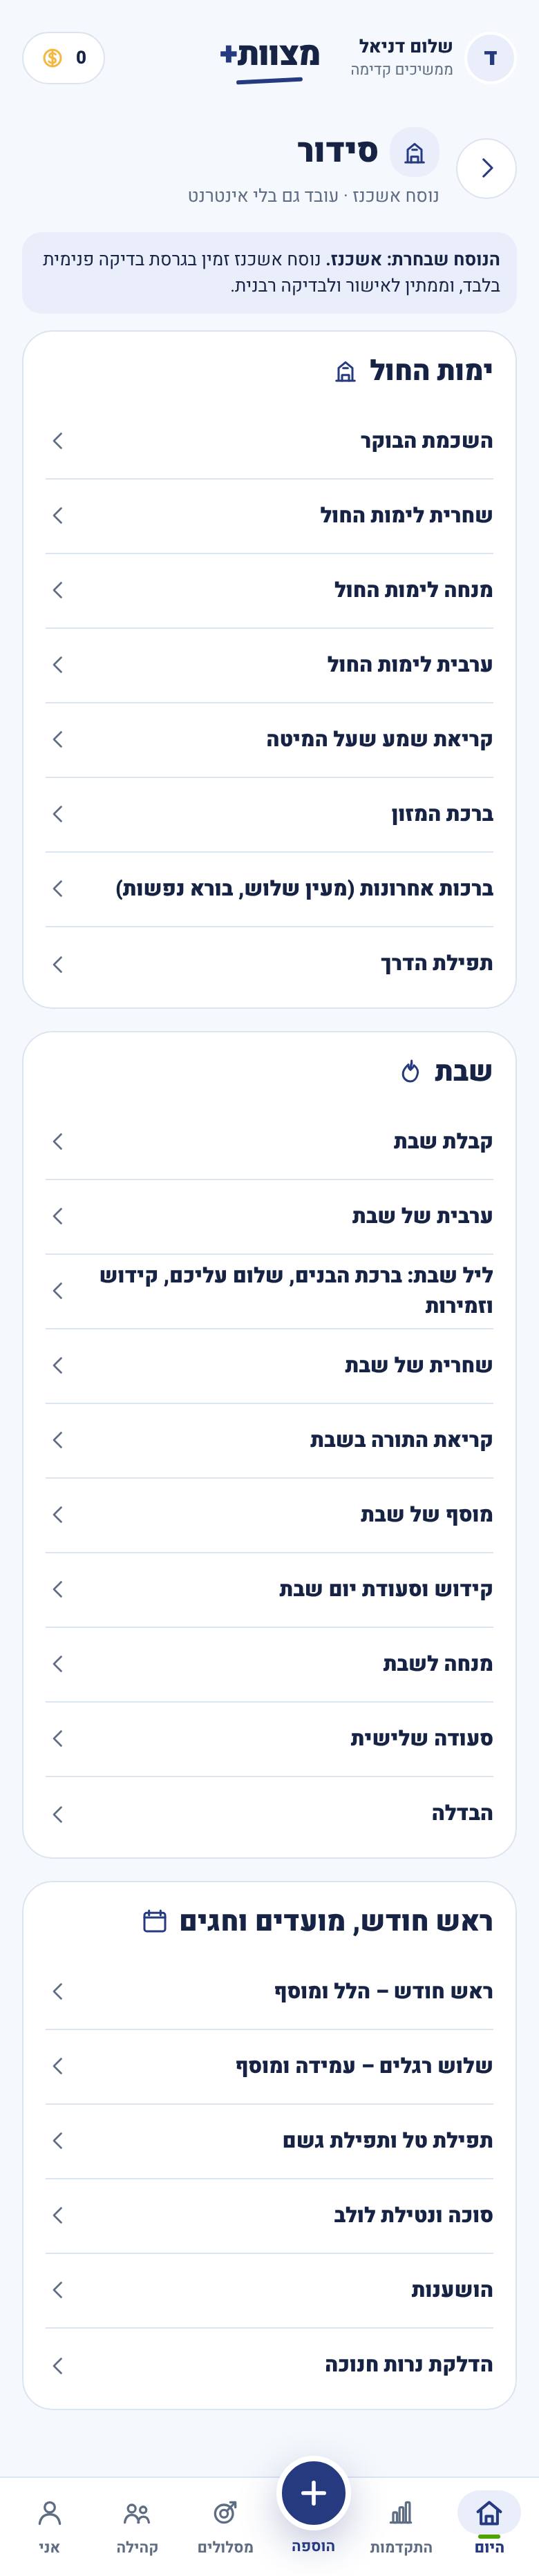 ד
שלום דניאל
ממשיכים קדימה
מצוות+
0
סידור
נוסח אשכנז · עובד גם בלי אינטרנט
הנוסח שבחרת: אשכנז. נוסח אשכנז זמין בגרסת בדיקה פנימית
בלבד, וממתין לאישור ולבדיקה רבנית.
ימות החול
השכמת הבוקר
שחרית לימות החול
מנחה לימות החול
ערבית לימות החול
קריאת שמע שעל המיטה
ברכת המזון
ברכות אחרונות (מעין שלוש, בורא נפשות)
תפילת הדרך
שבת
קבלת שבת
ערבית של שבת
ליל שבת: ברכת הבנים, שלום עליכם, קידוש
וזמירות
שחרית של שבת
קריאת התורה בשבת
מוסף של שבת
קידוש וסעודת יום שבת
מנחה לשבת
סעודה שלישית
הבדלה
ראש חודש, מועדים וחגים
ראש חודש – הלל ומוסף
שלוש רגלים – עמידה ומוסף
תפילת טל ותפילת גשם
סוכה ונטילת לולב
הושענות
הדלקת נרות חנוכה
היום
התקדמות
הוספה
מסלולים
קהילה
אני